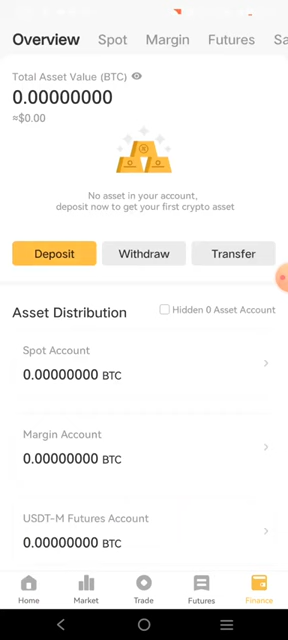 Overview Spot Margin Futures Sa
Total Asset Value (BTC)
0.00000000
≈$0.00
No asset in your account,
deposit now to get your first crypto asset
Deposit Withdraw Transfer
Asset Distribution Hidden 0 Asset Account
Spot Account
0.00000000 BTC
Margin Account
0.00000000 BTC
USDT-M Futures Account
0.00000000 BTC
Home Market Trade Futures Finance